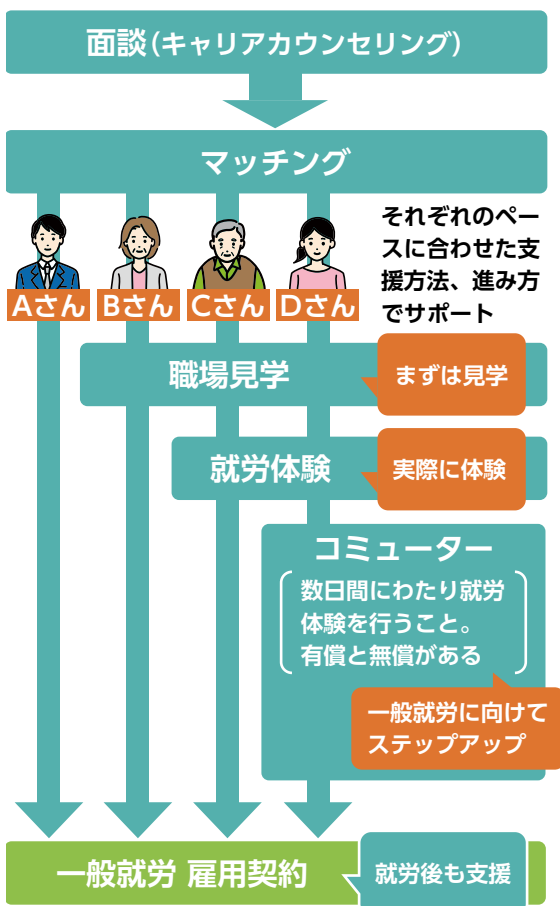 面談(キャリアカウンセリング)
マッチング
それぞれのペー
スに合わせた支
援方法、進み方
でサポート
Aさん
Bさん
Cさん
Dさん
職場見学
まずは見学
就労体験
実際に体験
コミューター
数日間にわたり就労
体験を行うこと。
有償と無償がある
一般就労に向けて
ステップアップ
一般就労 雇用契約
就労後も支援